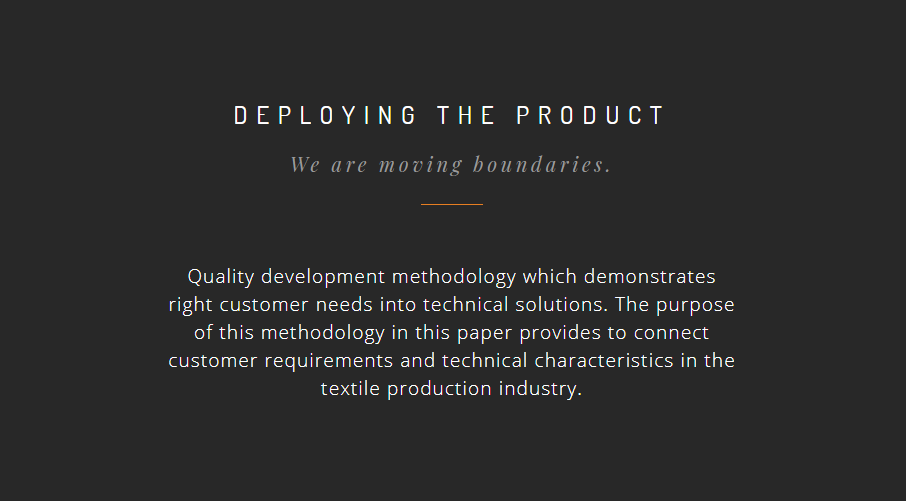 DEPLOYING THE PRODUCT
We are moving boundaries.
Quality development methodology which demonstrates
right customer needs into technical solutions. The purpose
of this methodology in this paper provides to connect
customer requirements and technical characteristics in the
textile production industry.